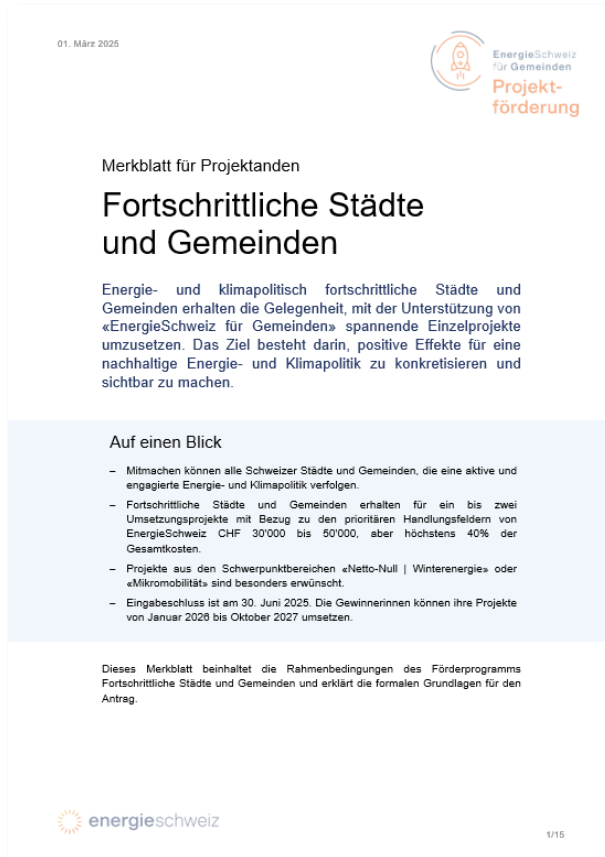 01. März 2025
EnergieSchweiz
für Gemeinden
Projekt-
förderung
Merkblatt für Projektanden
Fortschrittliche Städte
und Gemeinden
Energie- und klimapolitisch fortschrittliche Städte und
Gemeinden erhalten die Gelegenheit, mit der Unterstützung von
«EnergieSchweiz für Gemeinden» spannende Einzelprojekte
umzusetzen. Das Ziel besteht darin, positive Effekte für eine
nachhaltige Energie- und Klimapolitik zu konkretisieren und
sichtbar zu machen.
Auf einen Blick
– Mitmachen können alle Schweizer Städte und Gemeinden, die eine aktive und
engagierte Energie- und Klimapolitik verfolgen.
– Fortschrittliche Städte und Gemeinden erhalten für ein bis zwei
Umsetzungsprojekte mit Bezug zu den prioritären Handlungsfeldern von
EnergieSchweiz CHF 30'000 bis 50'000, aber höchstens 40% der
Gesamtkosten.
– Projekte aus den Schwerpunktbereichen «Netto-Null | Winterenergie» oder
«Mikromobilität» sind besonders erwünscht.
– Eingabeschluss ist am 30. Juni 2025. Die Gewinnerinnen können ihre Projekte
von Januar 2026 bis Oktober 2027 umsetzen.
Dieses Merkblatt beinhaltet die Rahmenbedingungen des Förderprogramms
Fortschrittliche Städte und Gemeinden und erklärt die formalen Grundlagen für den
Antrag.
energieschweiz
1/15